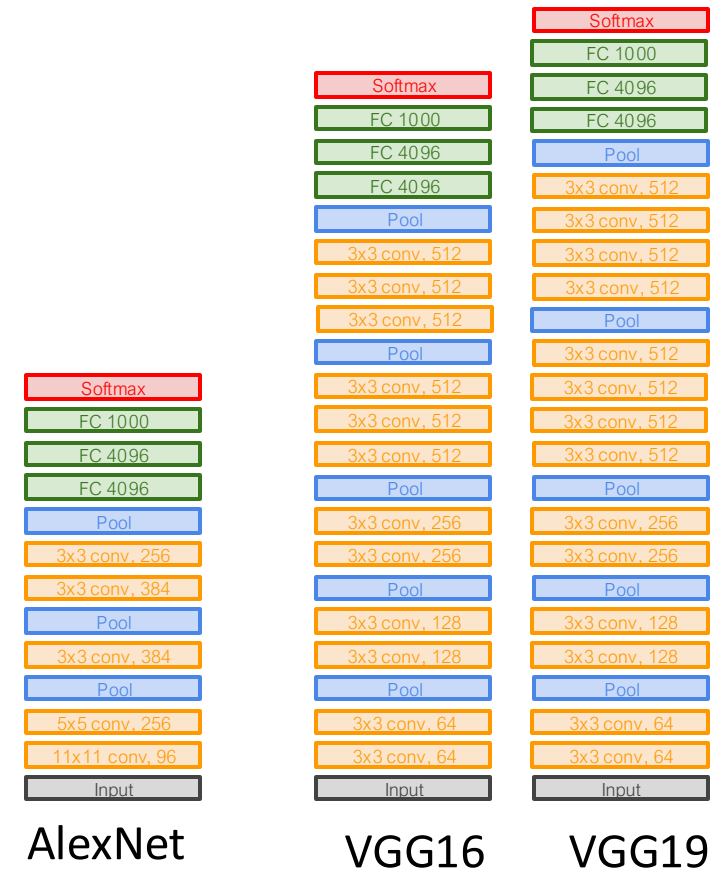 Softmax
FC 1000
FC 4096
FC 4096
Pool
3x3 conv, 256
3x3 conv, 384
Pool
3x3 conv, 384
Pool
5x5 conv, 256
11x11 conv, 96
Input
AlexNet
Softmax
FC 1000
FC 4096
FC 4096
Pool
3x3 conv, 512
3x3 conv, 512
3x3 conv, 512
Pool
3x3 conv, 512
3x3 conv, 512
3x3 conv, 512
Pool
3x3 conv, 256
3x3 conv, 256
Pool
3x3 conv, 128
3x3 conv, 128
Pool
3x3 conv, 64
3x3 conv, 64
Input
VGG16
Softmax
FC 1000
FC 4096
FC 4096
Pool
3x3 conv, 512
3x3 conv, 512
3x3 conv, 512
3x3 conv, 512
Pool
3x3 conv, 512
3x3 conv, 512
3x3 conv, 512
3x3 conv, 512
Pool
3x3 conv, 256
3x3 conv, 256
Pool
3x3 conv, 128
3x3 conv, 128
Pool
3x3 conv, 64
3x3 conv, 64
Input
VGG19